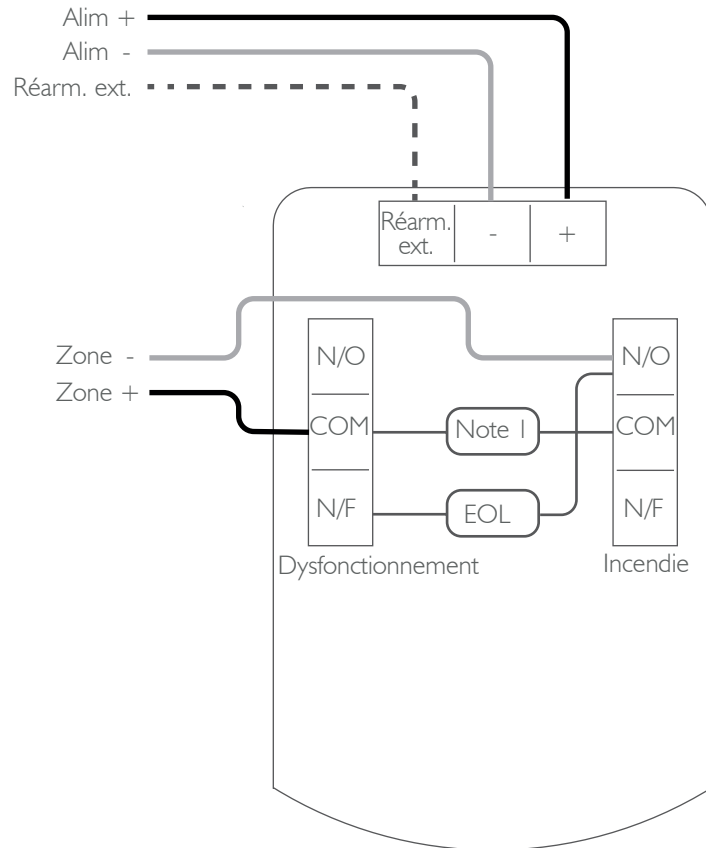 Alim +
Alim -
Réarm. ext.
Réarm.
ext.
-
+
Zone -
Zone +
N/O
COM
N/F
Note 1
EOL
N/O
COM
N/F
Dysfonctionnement
Incendie